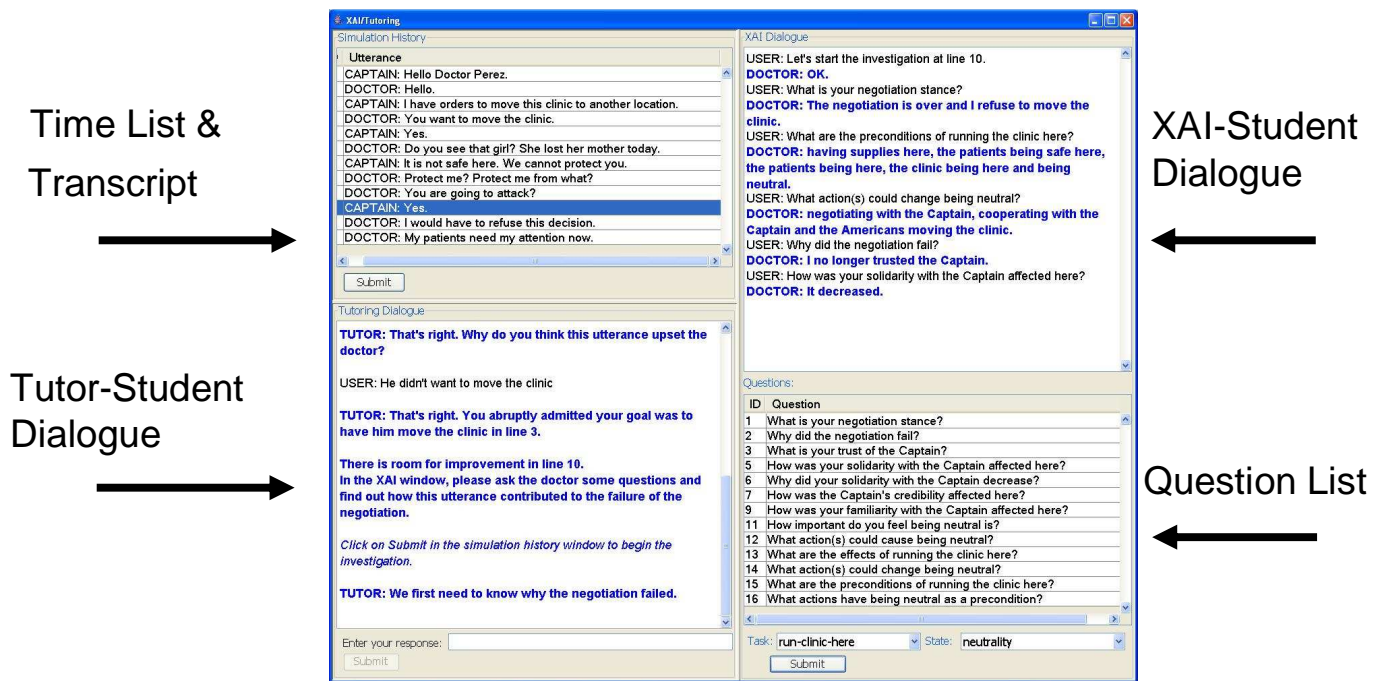 Time List &
Transcript
Tutor-Student
Dialogue
XAI/Tutoring
Simulation History
Utterance
CAPTAIN: Hello Doctor Perez.
DOCTOR: Hello.
CAPTAIN: I have orders to move this clinic to another location.
DOCTOR: You want to move the clinic.
CAPTAIN: Yes.
DOCTOR: Do you see that girl? She lost her mother today.
CAPTAIN: It is not safe here. We cannot protect you.
DOCTOR: Protect me? Protect me from what?
DOCTOR: You are going to attack?
CAPTAIN: Yes.
DOCTOR: I would have to refuse this decision.
DOCTOR: My patients need my attention now.
Submit
Tutoring Dialogue
TUTOR: That's right. Why do you think this utterance upset the
doctor?
USER: He didn't want to move the clinic
TUTOR: That's right. You abruptly admitted your goal was to
have him move the clinic in line 3.
There is room for improvement in line 10.
In the XAI window, please ask the doctor some questions and
find out how this utterance contributed to the failure of the
negotiation.
Click on Submit in the simulation history window to begin the
investigation.
TUTOR: We first need to know why the negotiation failed.
Enter your response:
Submit
XAI Dialogue
USER: Let's start the investigation at line 10.
DOCTOR: OK.
USER: What is your negotiation stance?
DOCTOR: The negotiation is over and I refuse to move the
clinic.
USER: What are the preconditions of running the clinic here?
DOCTOR: having supplies here, the patients being safe here,
the patients being here, the clinic being here and being
neutral.
USER: What action(s) could change being neutral?
DOCTOR: negotiating with the Captain, cooperating with the
Captain and the Americans moving the clinic.
USER: Why did the negotiation fail?
DOCTOR: I no longer trusted the Captain.
USER: How was your solidarity with the Captain affected here?
DOCTOR: It decreased.
Questions:
ID Question
1 What is your negotiation stance?
2 Why did the negotiation fail?
3 What is your trust of the Captain?
5 How was your solidarity with the Captain affected here?
6 Why did your solidarity with the Captain decrease?
7 How was the Captain's credibility affected here?
9 How was your familiarity with the Captain affected here?
11 How important do you feel being neutral is?
12 What action(s) could cause being neutral?
13 What are the effects of running the clinic here?
14 What action(s) could change being neutral?
15 What are the preconditions of running the clinic here?
16 What actions have being neutral as a precondition?
Task: run-clinic-here State: neutrality
Submit
XAI-Student
Dialogue
Question List